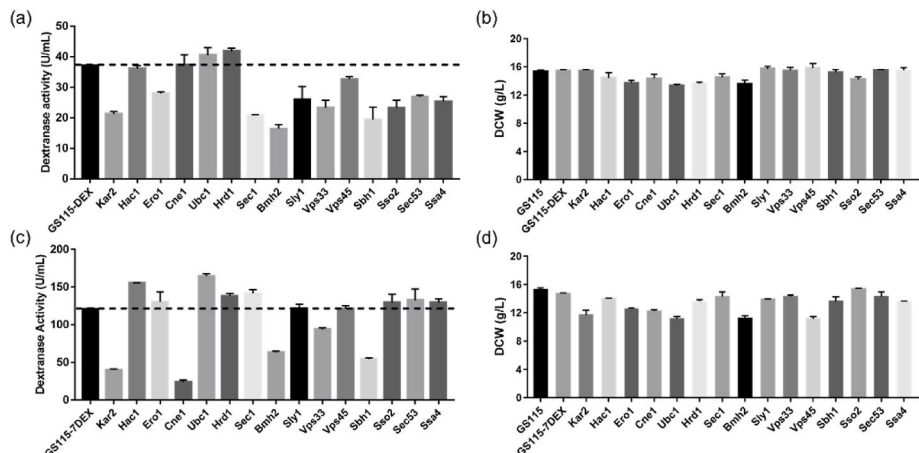 (a)
Dextranase activity (U/mL)
50
40
30
20
10
0
GS115-DEX
Kar2
Hac1
Ero1
Cne1
Ubc1
Hrd1
Sec1
Bmh2
Sly1
Vps33
Vps45
Sbh1
Sso2
Sec53
Ssa4
(b)
DCW (g/L)
20
16
12
8
4
0
GS115
GS115-DEX
Kar2
Hac1
Ero1
Cne1
Ubc1
Hrd1
Sec1
Bmh2
Sly1
Vps33
Vps45
Sbh1
Sso2
Sec53
Ssa4
(c)
Dextranase Activity (U/mL)
200
150
100
50
0
GS115-7DEX
Kar2
Hac1
Ero1
Cne1
Ubc1
Hrd1
Sec1
Bmh2
Sly1
Vps33
Vps45
Sbh1
Sso2
Sec53
Ssa4
(d)
DCW (g/L)
20
16
12
8
4
0
GS115
GS115-7DEX
Kar2
Hac1
Ero1
Cne1
Ubc1
Hrd1
Sec1
Bmh2
Sly1
Vps33
Vps45
Sbh1
Sso2
Sec53
Ssa4